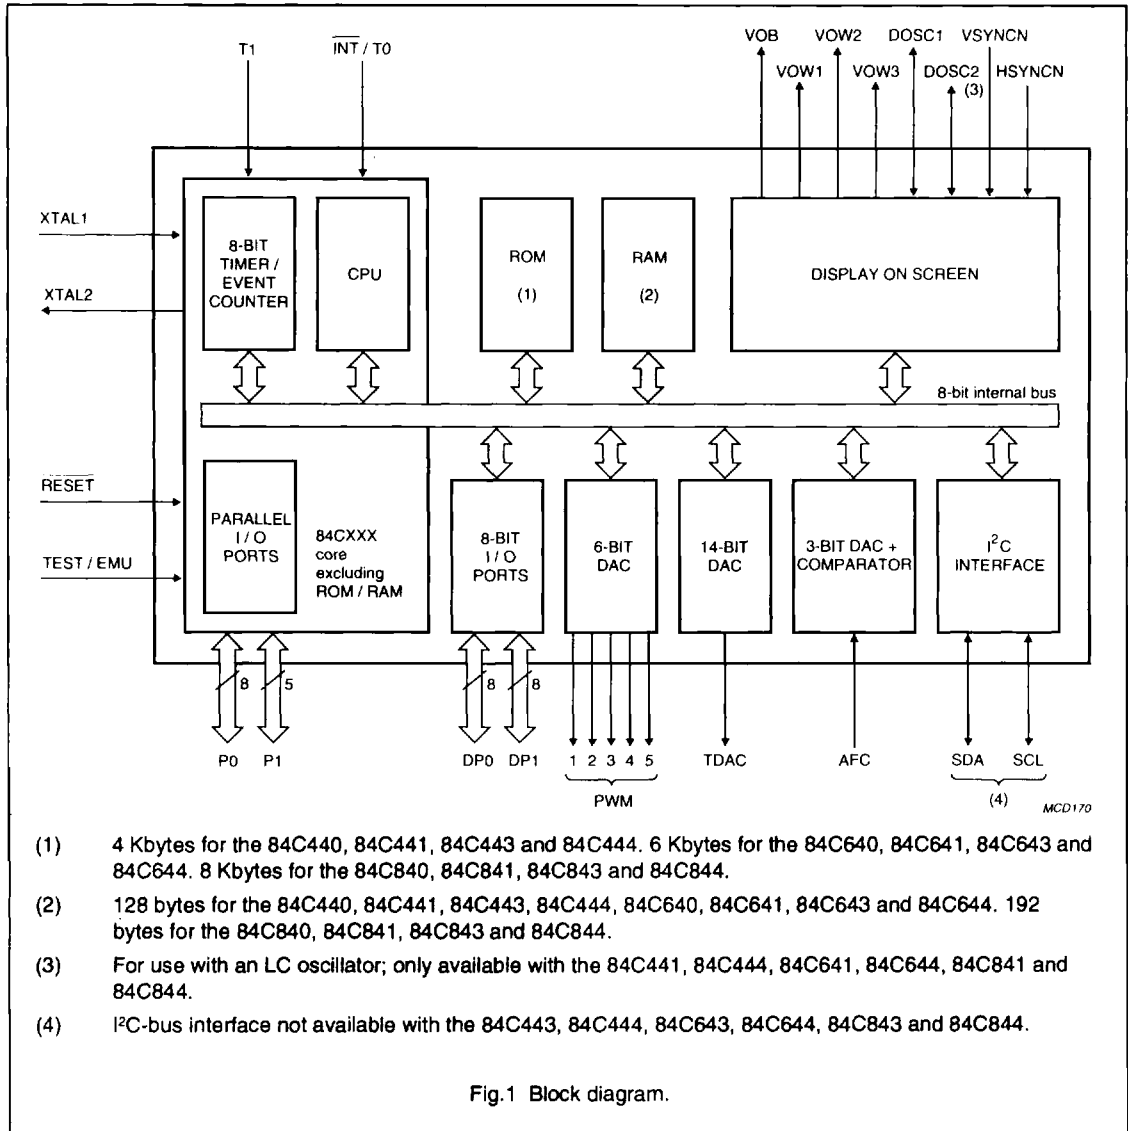 T1
INT / T0
VOB
VOW2
DOSC1
VSYNCN
VOW1
VOW3
DOSC2
HSYNCN
(3)
XTAL1
XTAL2
8-BIT
TIMER /
EVENT
COUNTER
CPU
ROM
(1)
RAM
(2)
DISPLAY ON SCREEN
8-bit internal bus
RESET
TEST / EMU
PARALLEL
I / O
PORTS
84CXXX
core
excluding
ROM / RAM
8-BIT
I / O
PORTS
6-BIT
DAC
14-BIT
DAC
3-BIT DAC +
COMPARATOR
I²C
INTERFACE
8
5
8
8
P0
P1
DP0
DP1
1 2 3 4 5
PWM
TDAC
AFC
SDA
SCL
(4)
MCD170
(1) 4 Kbytes for the 84C440, 84C441, 84C443 and 84C444. 6 Kbytes for the 84C640, 84C641, 84C643 and
84C644. 8 Kbytes for the 84C840, 84C841, 84C843 and 84C844.
(2) 128 bytes for the 84C440, 84C441, 84C443, 84C444, 84C640, 84C641, 84C643 and 84C644. 192
bytes for the 84C840, 84C841, 84C843 and 84C844.
(3) For use with an LC oscillator; only available with the 84C441, 84C444, 84C641, 84C644, 84C841 and
84C844.
(4) I²C-bus interface not available with the 84C443, 84C444, 84C643, 84C644, 84C843 and 84C844.
Fig.1 Block diagram.